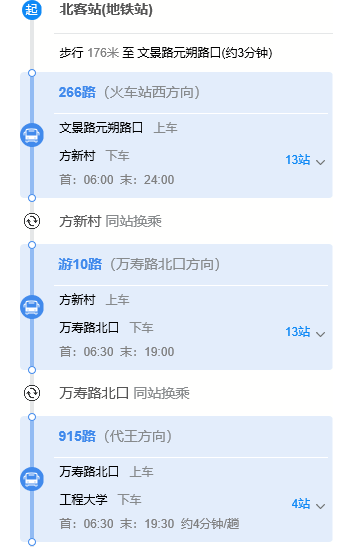 起 北客站(地铁站)
步行 176米 至 文景路元朔路口(约3分钟)
266路（火车站西方向）
文景路元朔路口 上车
方新村 下车
13站
首：06:00 末：24:00
方新村 同站换乘
游10路（万寿路北口方向）
方新村 上车
万寿路北口 下车
13站
首：06:30 末：19:00
万寿路北口 同站换乘
915路（代王方向）
万寿路北口 上车
工程大学 下车
4站
首：06:30 末：19:30 约4分钟/趟